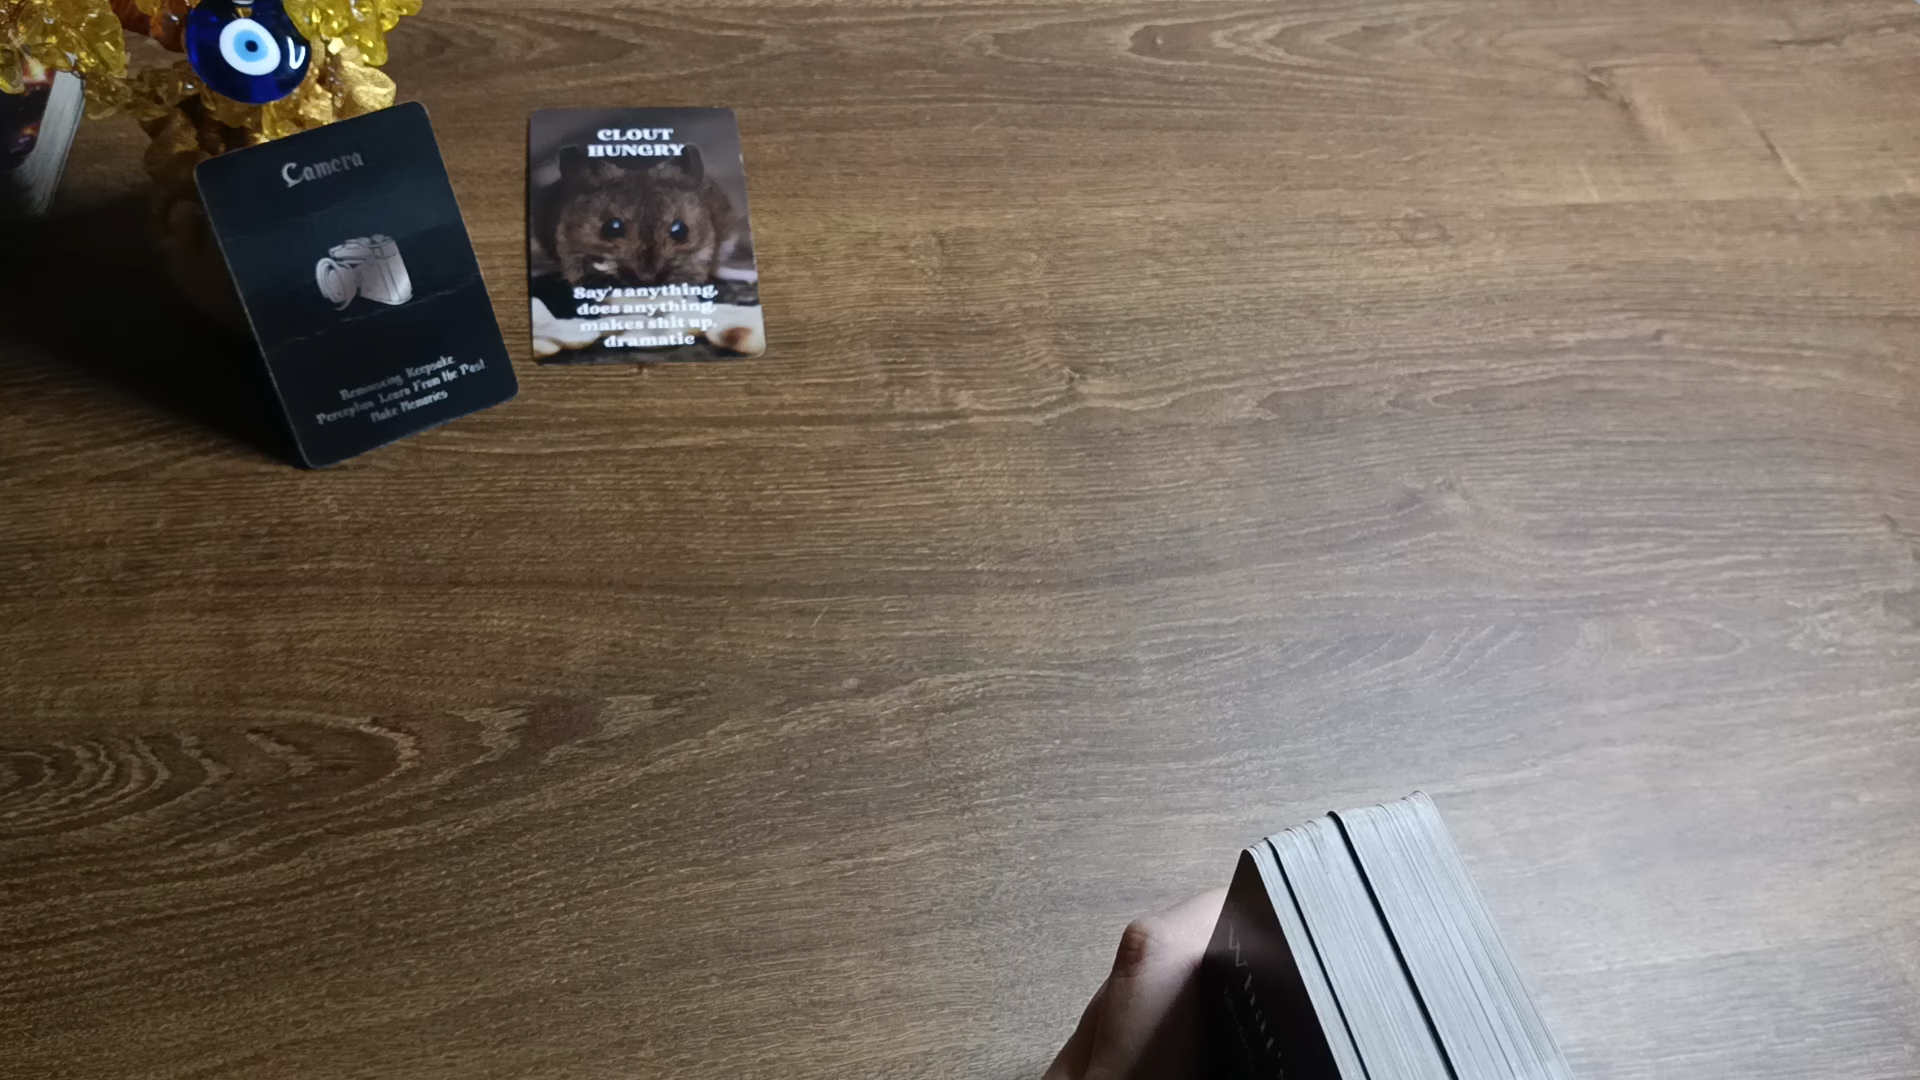 Camera
Reminiscing, Keepsake,
Perception, Learn From the Past,
Make Memories
CLOUT
HUNGRY
Say's anything,
does anything,
makes shit up,
dramatic